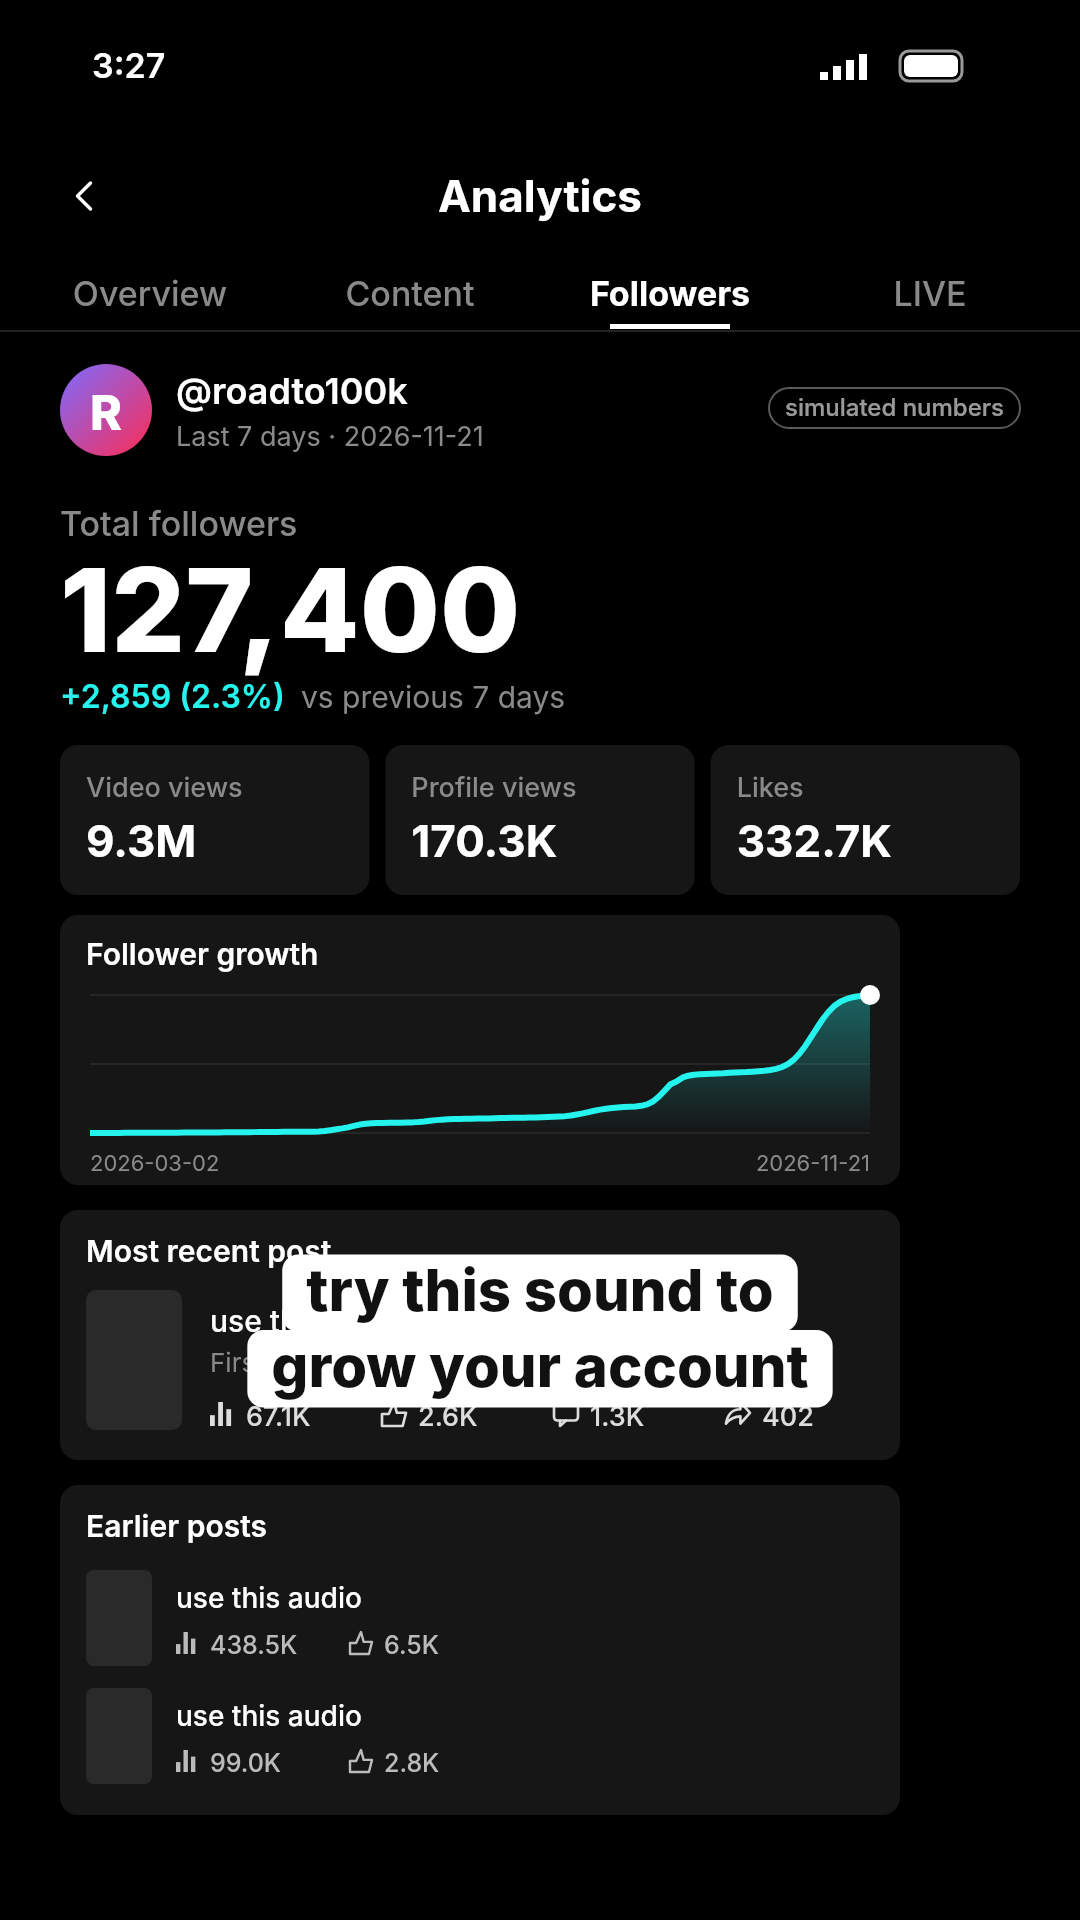 3:27
Analytics
Overview Content Followers LIVE
R
@roadto100k
simulated numbers
Last 7 days · 2026-11-21
Total followers
127,400
+2,859 (2.3%) vs previous 7 days
Video views Profile views Likes
9.3M 170.3K 332.7K
Follower growth
2026-03-02 2026-11-21
Most recent post
try this sound to
grow your account
use
67.1K 2.6K 1.3K 402
Earlier posts
use this audio
438.5K 6.5K
use this audio
99.0K 2.8K